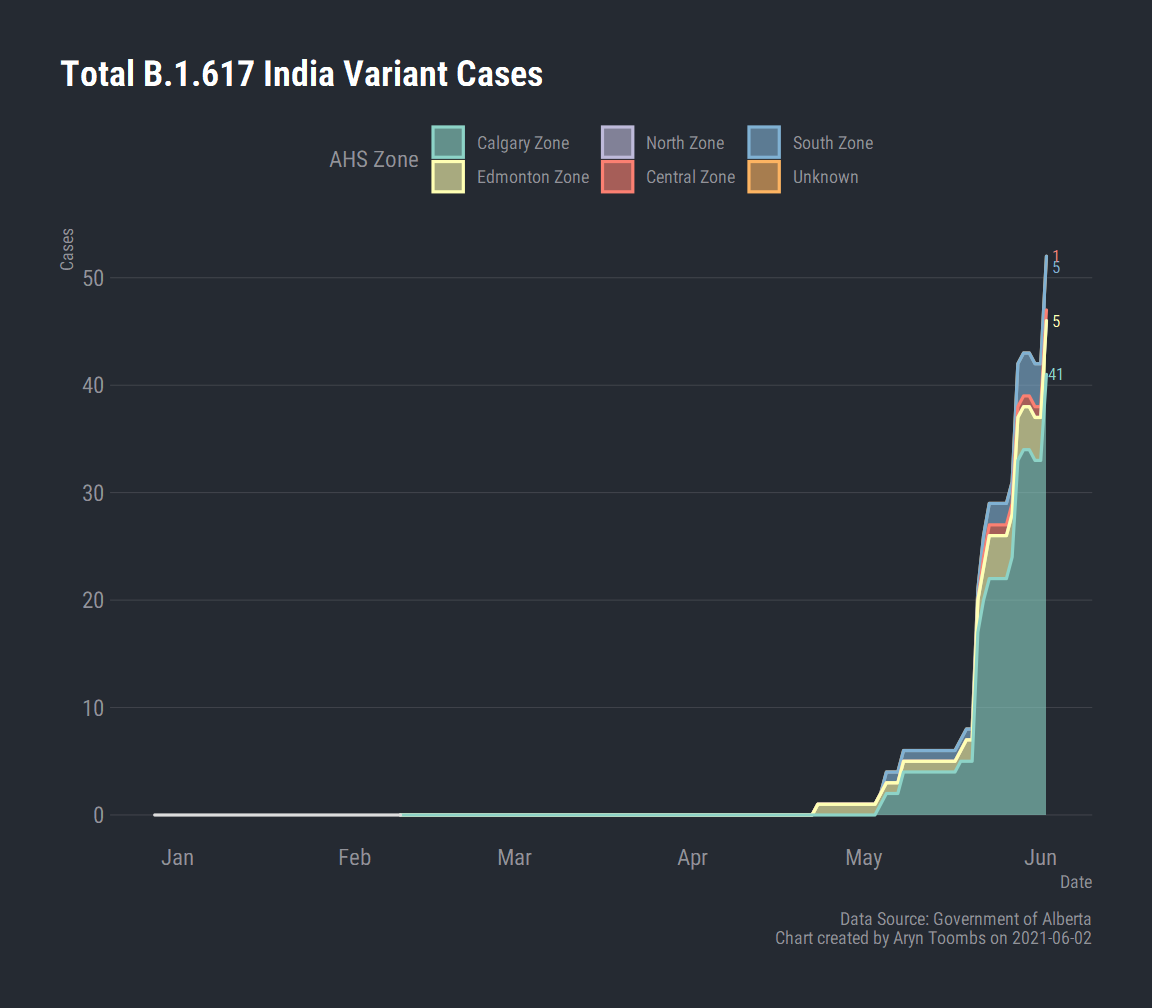 Total B.1.617 India Variant Cases
AHS Zone
Calgary Zone
North Zone
South Zone
Edmonton Zone
Central Zone
Unknown
Cases
50
40
30
20
10
0
1
5
5
41
Jan
Feb
Mar
Apr
May
Jun
Date
Data Source: Government of Alberta
Chart created by Aryn Toombs on 2021-06-02